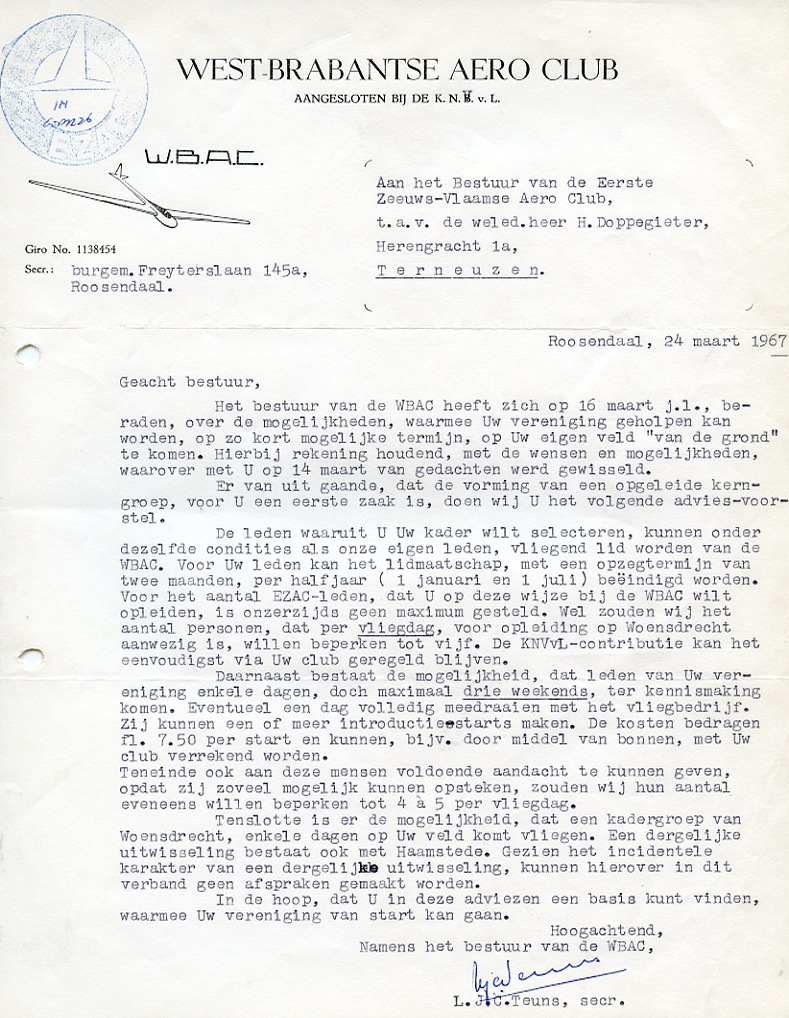 WEST-BRABANTSE AERO CLUB
AANGESLOTEN BIJ DE K. N. V. v. L.
IN
EZAC
W.B.A.C.
Aan het Bestuur van de Eerste
Zeeuws-Vlaamse Aero Club,
t.a.v. de weled.heer H.Doppegieter,
Herengracht 1a,
T e r n e u z e n.
Giro No. 1138454
Secr.: burgem.Freyterslaan 145a,
Roosendaal.
Roosendaal, 24 maart 1967
Geacht bestuur,
Het bestuur van de WBAC heeft zich op 16 maart j.l., be-
raden, over de mogelijkheden, waarmee Uw vereniging geholpen kan
worden, op zo kort mogelijke termijn, op Uw eigen veld "van de grond"
te komen. Hierbij rekening houdend, met de wensen en mogelijkheden,
waarover met U op 14 maart van gedachten werd gewisseld.
Er van uit gaande, dat de vorming van een opgeleide kern-
groep, voor U een eerste zaak is, doen wij U het volgende advies-voor-
stel.
De leden waaruit U Uw kader wilt selecteren, kunnen onder
dezelfde condities als onze eigen leden, vliegend lid worden van de
WBAC. Voor Uw leden kan het lidmaatschap, met een opzegtermijn van
twee maanden, per halfjaar ( 1 januari en 1 juli) beëindigd worden.
Voor het aantal EZAC-leden, dat U op deze wijze bij de WBAC wilt
opleiden, is onzerzijds geen maximum gesteld. Wel zouden wij het
aantal personen, dat per vliegdag, voor opleiding op Woensdrecht
aanwezig is, willen beperken tot vijf. De KNVvL-contributie kan het
eenvoudigst via Uw club geregeld blijven.
Daarnaast bestaat de mogelijkheid, dat leden van Uw ver-
eniging enkele dagen, doch maximaal drie weekends, ter kennismaking
komen. Eventueel een dag volledig meedraaien met het vliegbedrijf.
Zij kunnen een of meer introductiestarts maken. De kosten bedragen
fl. 7.50 per start en kunnen, bijv. door middel van bonnen, met Uw
club verrekend worden.
Teneinde ook aan deze mensen voldoende aandacht te kunnen geven,
opdat zij zoveel mogelijk kunnen opsteken, zouden wij hun aantal
eveneens willen beperken tot 4 à 5 per vliegdag.
Tenslotte is er de mogelijkheid, dat een kadergroep van
Woensdrecht, enkele dagen op Uw veld komt vliegen. Een dergelijke
uitwisseling bestaat ook met Haamstede. Gezien het incidentele
karakter van een dergelijke uitwisseling, kunnen hierover in dit
verband geen afspraken gemaakt worden.
In de hoop, dat U in deze adviezen een basis kunt vinden,
waarmee Uw vereniging van start kan gaan.
Hoogachtend,
Namens het bestuur van de WBAC,
L.J.C.Teuns, secr.